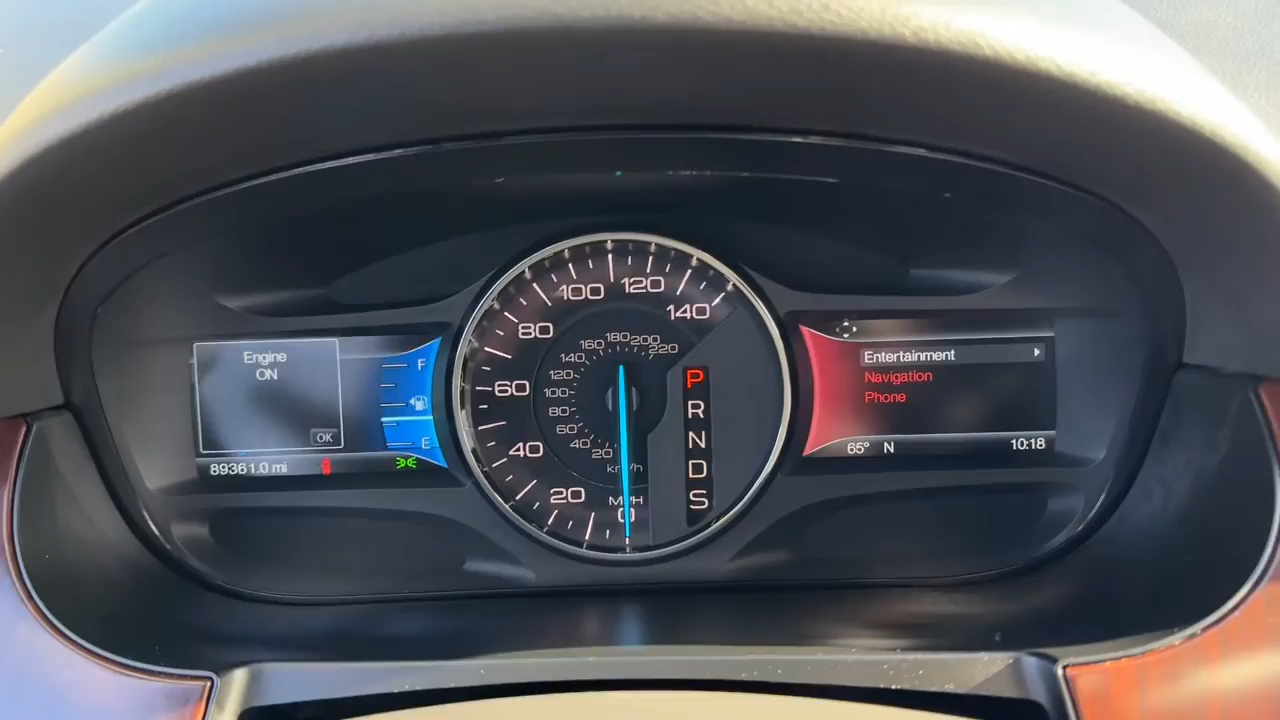 Engine
ON
OK
89361.0 mi
F
E
0
20
40
60
80
100
120
140
MPH
km/h
20
40
60
80
100
120
140
160
180
200
220
P
R
N
D
S
Entertainment
Navigation
Phone
65° N
10:18